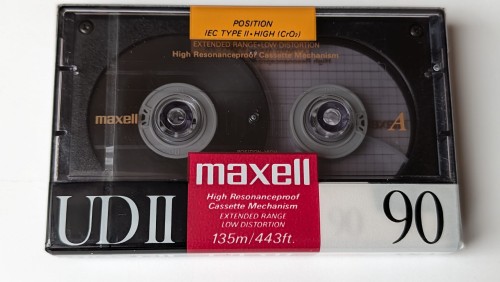 POSITION
IEC TYPE II • HIGH (CrO₂)
EXTENDED RANGE • LOW DISTORTION
High Resonanceproof Cassette Mechanism
maxell
A
maxell
High Resonanceproof
Cassette Mechanism
EXTENDED RANGE
LOW DISTORTION
135m/443ft.
UDII
90